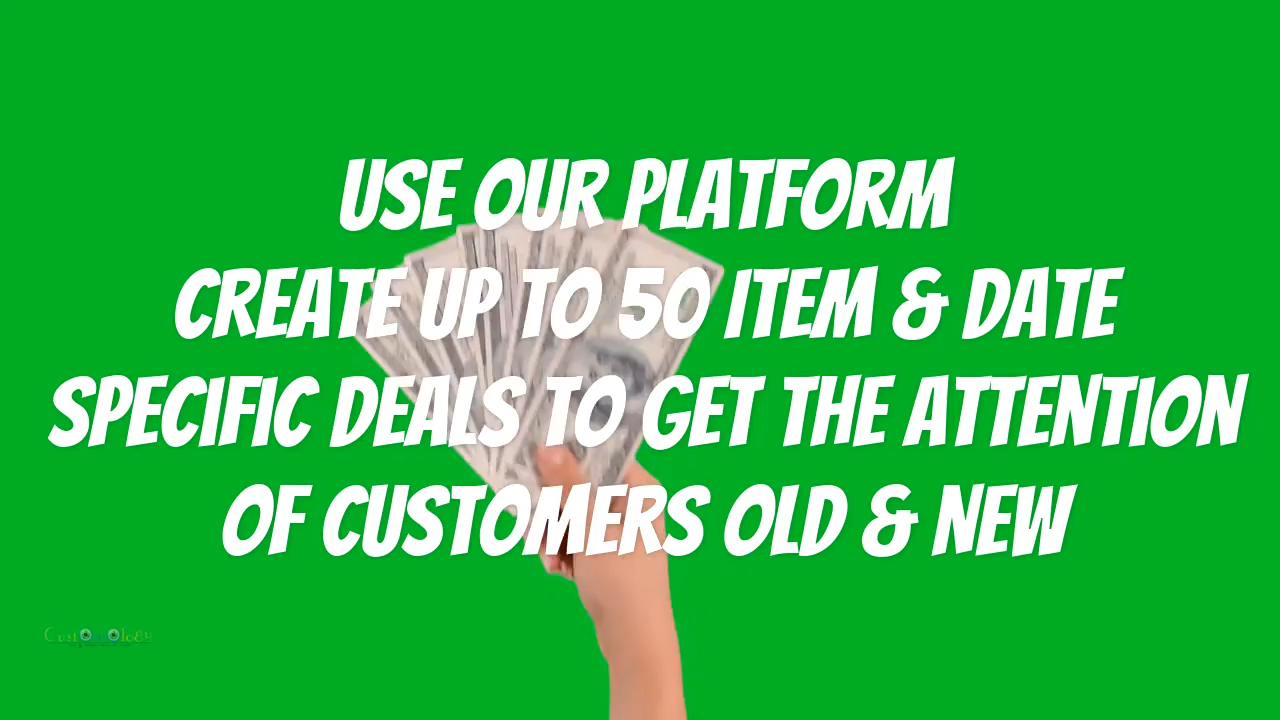 USE OUR PLATFORM
CREATE UP TO 50 ITEM & DATE
SPECIFIC DEALS TO GET THE ATTENTION
OF CUSTOMERS OLD & NEW